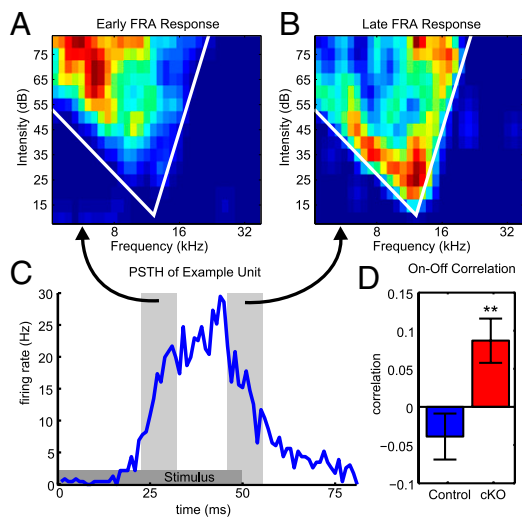 A
Early FRA Response
Intensity (dB)
75
65
55
45
35
25
15
8
16
32
Frequency (kHz)
B
Late FRA Response
Intensity (dB)
75
65
55
45
35
25
15
8
16
32
Frequency (kHz)
C
PSTH of Example Unit
firing rate (Hz)
30
25
20
15
10
5
0
Stimulus
0
25
50
75
time (ms)
D
On-Off Correlation
correlation
0.15
0.1
0.05
0
−0.05
−0.1
**
Control
cKO